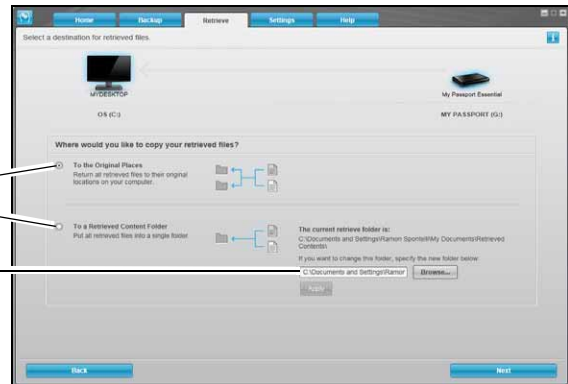 Home Backup Retrieve Settings Help
Select a destination for retrieved files.
MYDESKTOP
My Passport Essential
OS (C:)
MY PASSPORT (G:)
Where would you like to copy your retrieved files?
To the Original Places
Return all retrieved files to their original
locations on your computer.
To a Retrieved Content Folder
Put all retrieved files into a single folder.
The current retrieve folder is:
C:\Documents and Settings\Ramon Sponsell\My Documents\Retrieved
Contents\
If you want to change this folder, specify the new folder below:
C:\Documents and Settings\Ramor
Browse...
Apply
Back
Next